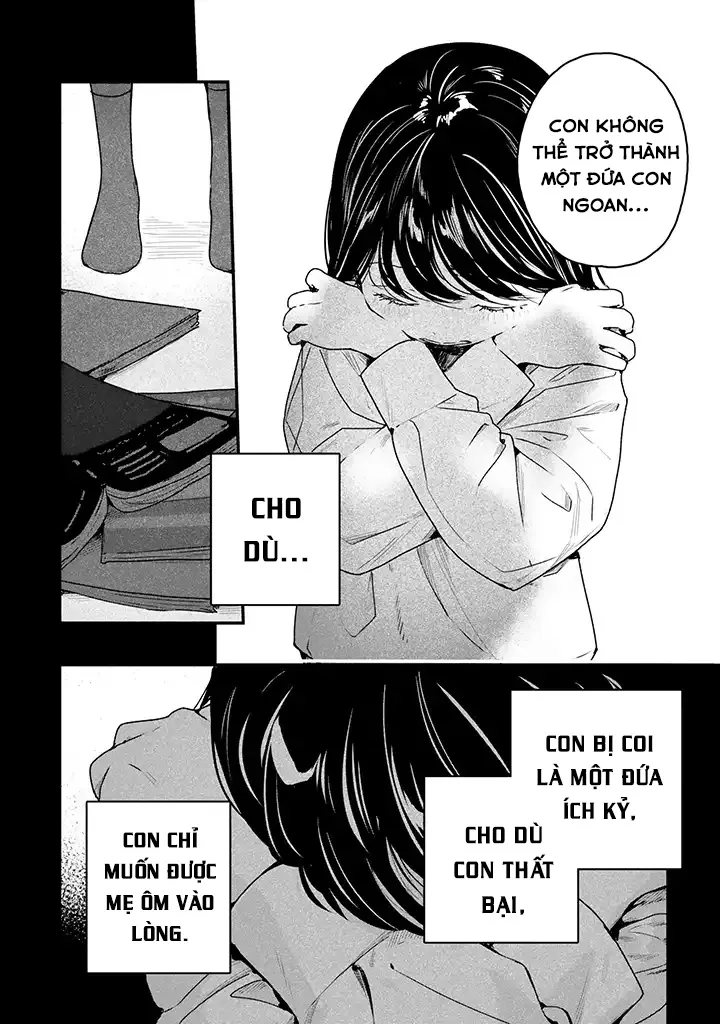 CON KHÔNG
THỂ TRỞ THÀNH
MỘT ĐỨA CON
NGOAN...
CHO
DÙ...
CON BỊ COI
LÀ MỘT ĐỨA
ÍCH KỶ,
CHO DÙ
CON THẤT
BẠI,
CON CHỈ
MUỐN ĐƯỢC
MẸ ÔM VÀO
LÒNG.